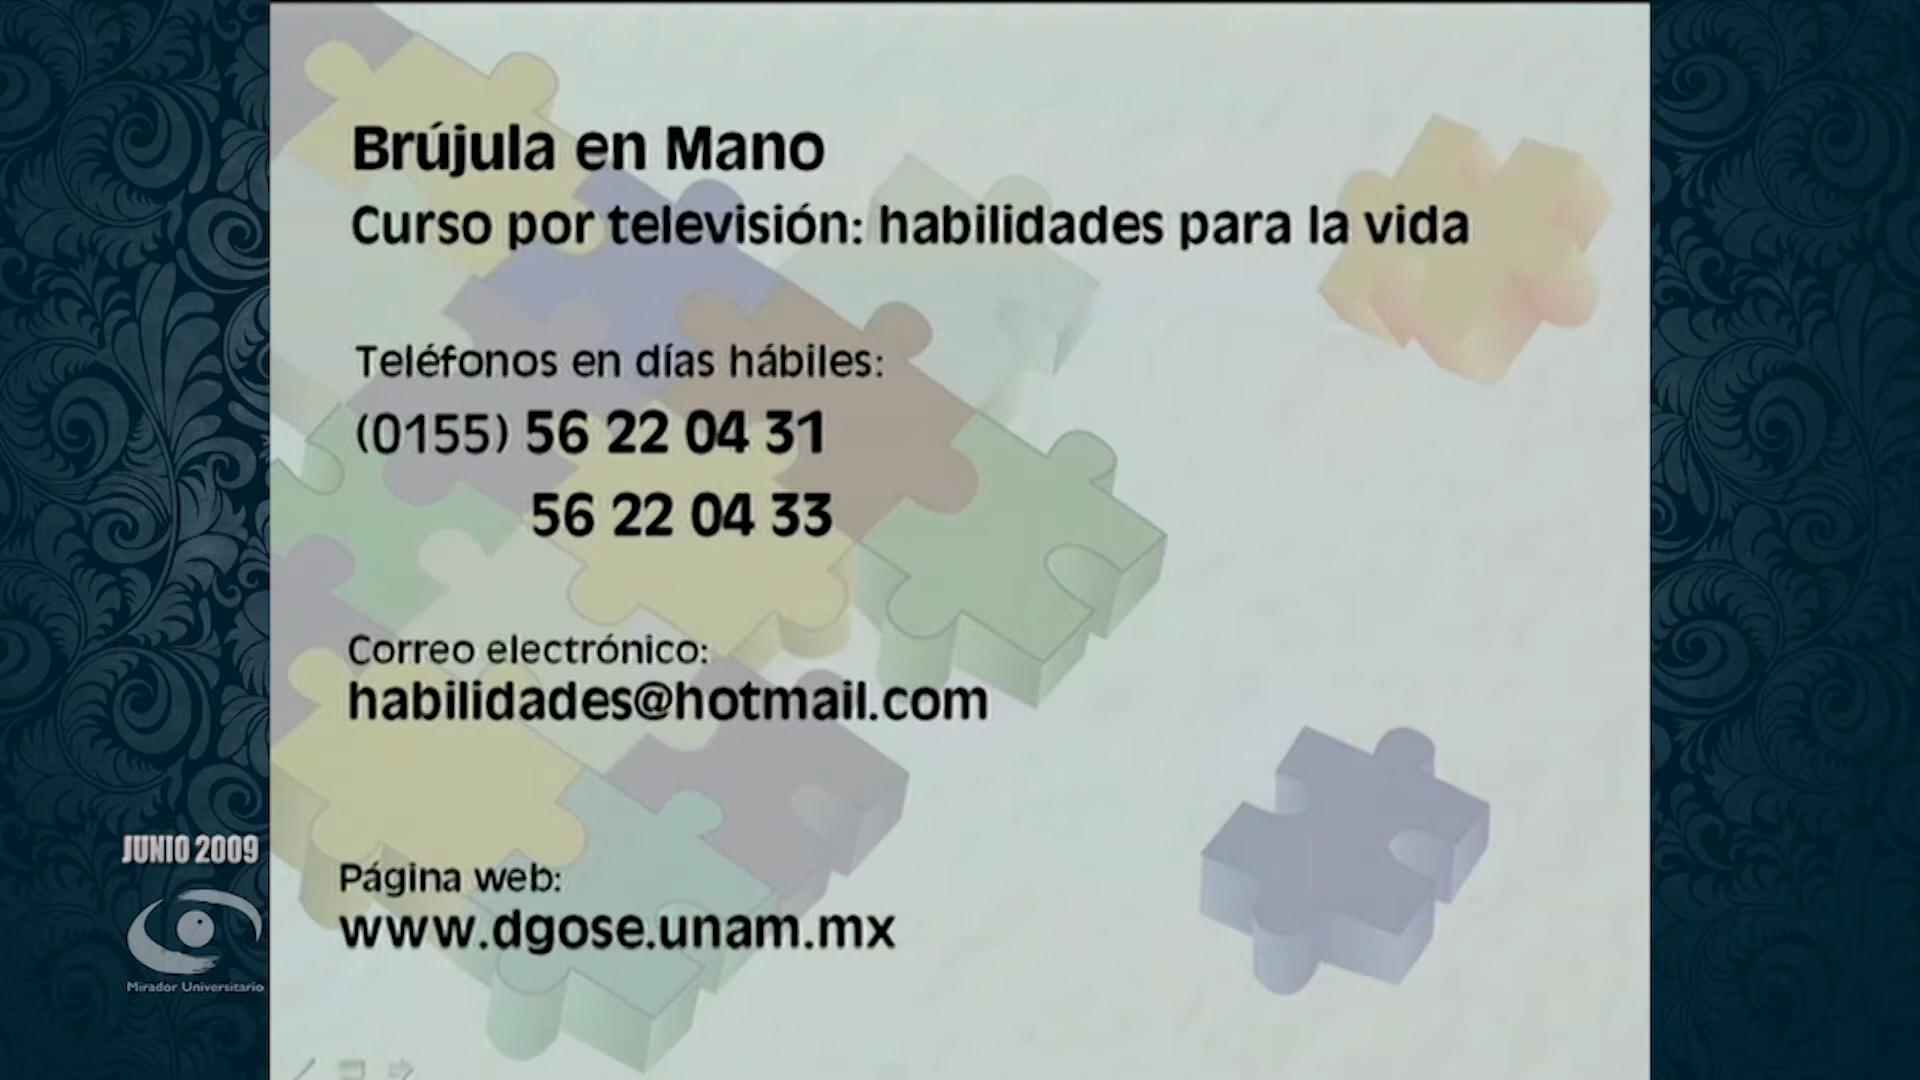 Brújula en Mano
Curso por televisión: habilidades para la vida
Teléfonos en días hábiles:
(0155) 56 22 04 31
56 22 04 33
Correo electrónico:
habilidades@hotmail.com
Página web:
www.dgose.unam.mx
JUNIO 2009
Mirador Universitario